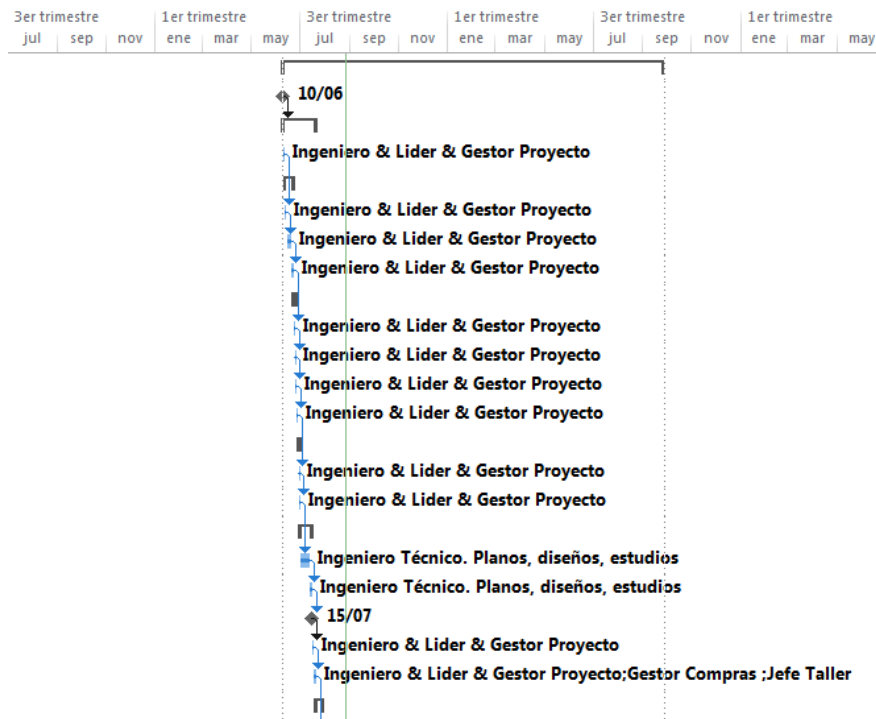 3er trimestre 1er trimestre 3er trimestre 1er trimestre 3er trimestre 1er trimestre
jul sep nov ene mar may jul sep nov ene mar may jul sep nov ene mar may
10/06
Ingeniero & Lider & Gestor Proyecto
Ingeniero & Lider & Gestor Proyecto
Ingeniero & Lider & Gestor Proyecto
Ingeniero & Lider & Gestor Proyecto
Ingeniero & Lider & Gestor Proyecto
Ingeniero & Lider & Gestor Proyecto
Ingeniero & Lider & Gestor Proyecto
Ingeniero & Lider & Gestor Proyecto
Ingeniero & Lider & Gestor Proyecto
Ingeniero & Lider & Gestor Proyecto
Ingeniero Técnico. Planos, diseños, estudios
Ingeniero Técnico. Planos, diseños, estudios
15/07
Ingeniero & Lider & Gestor Proyecto
Ingeniero & Lider & Gestor Proyecto;Gestor Compras ;Jefe Taller